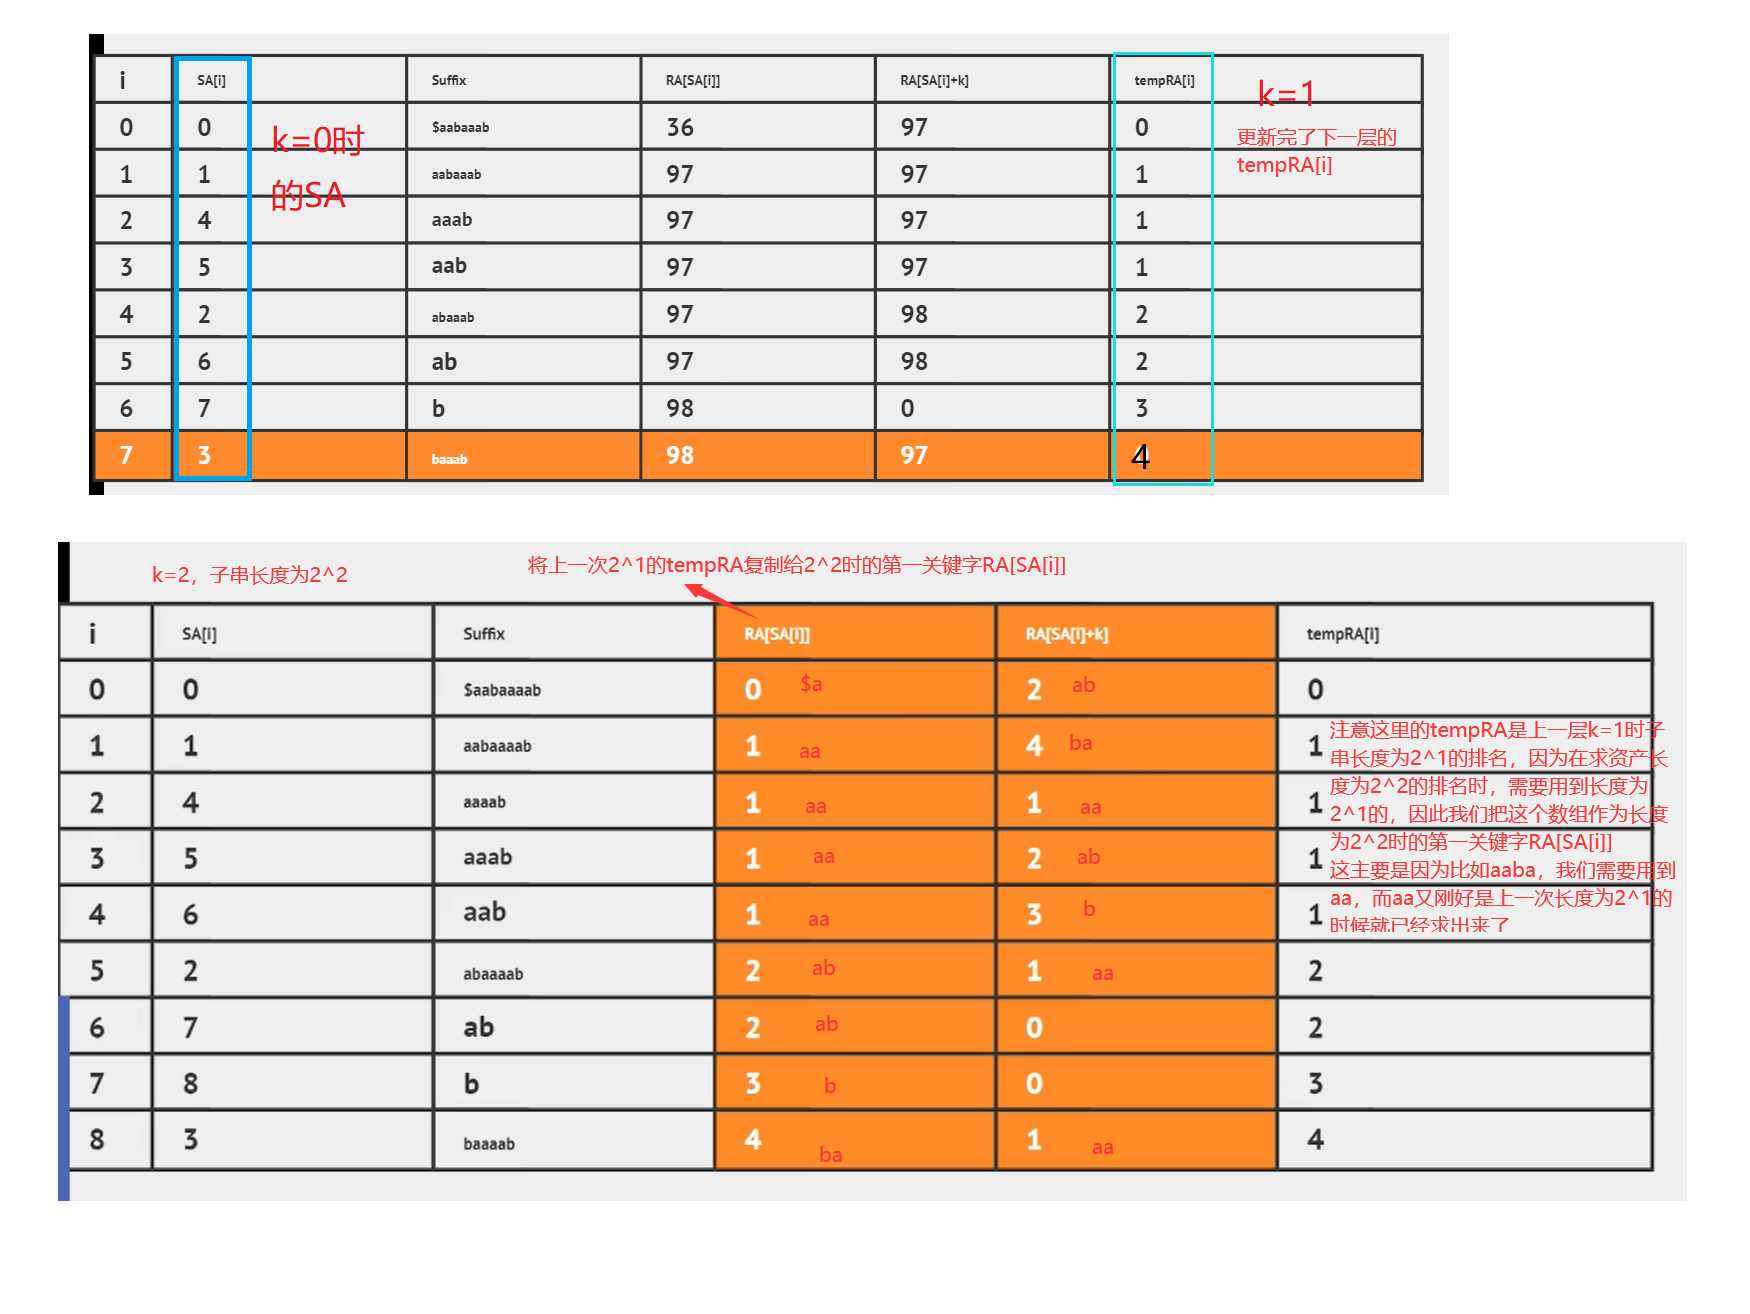 i SA[i] Suffix RA[SA[i]] RA[SA[i]+k] tempRA[i] k=1
0 0 k=0时 $aabaaab 36 97 0 更新完了下一层的
1 1 的SA aabaaab 97 97 1 tempRA[i]
2 4 aaab 97 97 1
3 5 aab 97 97 1
4 2 abaaab 97 98 2
5 6 ab 97 98 2
6 7 b 98 0 3
7 3 baaab 98 97 4
k=2，子串长度为2^2
将上一次2^1的tempRA复制给2^2时的第一关键字RA[SA[i]]
i SA[i] Suffix RA[SA[i]] RA[SA[i]+k] tempRA[i]
0 0 $aabaaaab 0 $a 2 ab 0
1 1 aabaaaab 1 aa 4 ba 1
2 4 aaaab 1 aa 1 aa 1
3 5 aaab 1 aa 2 ab 1
4 6 aab 1 aa 3 b 1
5 2 abaaaab 2 ab 1 aa 2
6 7 ab 2 ab 0 2
7 8 b 3 b 0 3
8 3 baaaab 4 ba 1 aa 4
注意这里的tempRA是上一层k=1时子
串长度为2^1的排名，因为在求资产长
度为2^2的排名时，需要用到长度为
2^1的，因此我们把这个数组作为长度
为2^2时的第一关键字RA[SA[i]]
这主要是因为比如aaba，我们需要用到
aa，而aa又刚好是上一次长度为2^1的
时候就已经求出来了